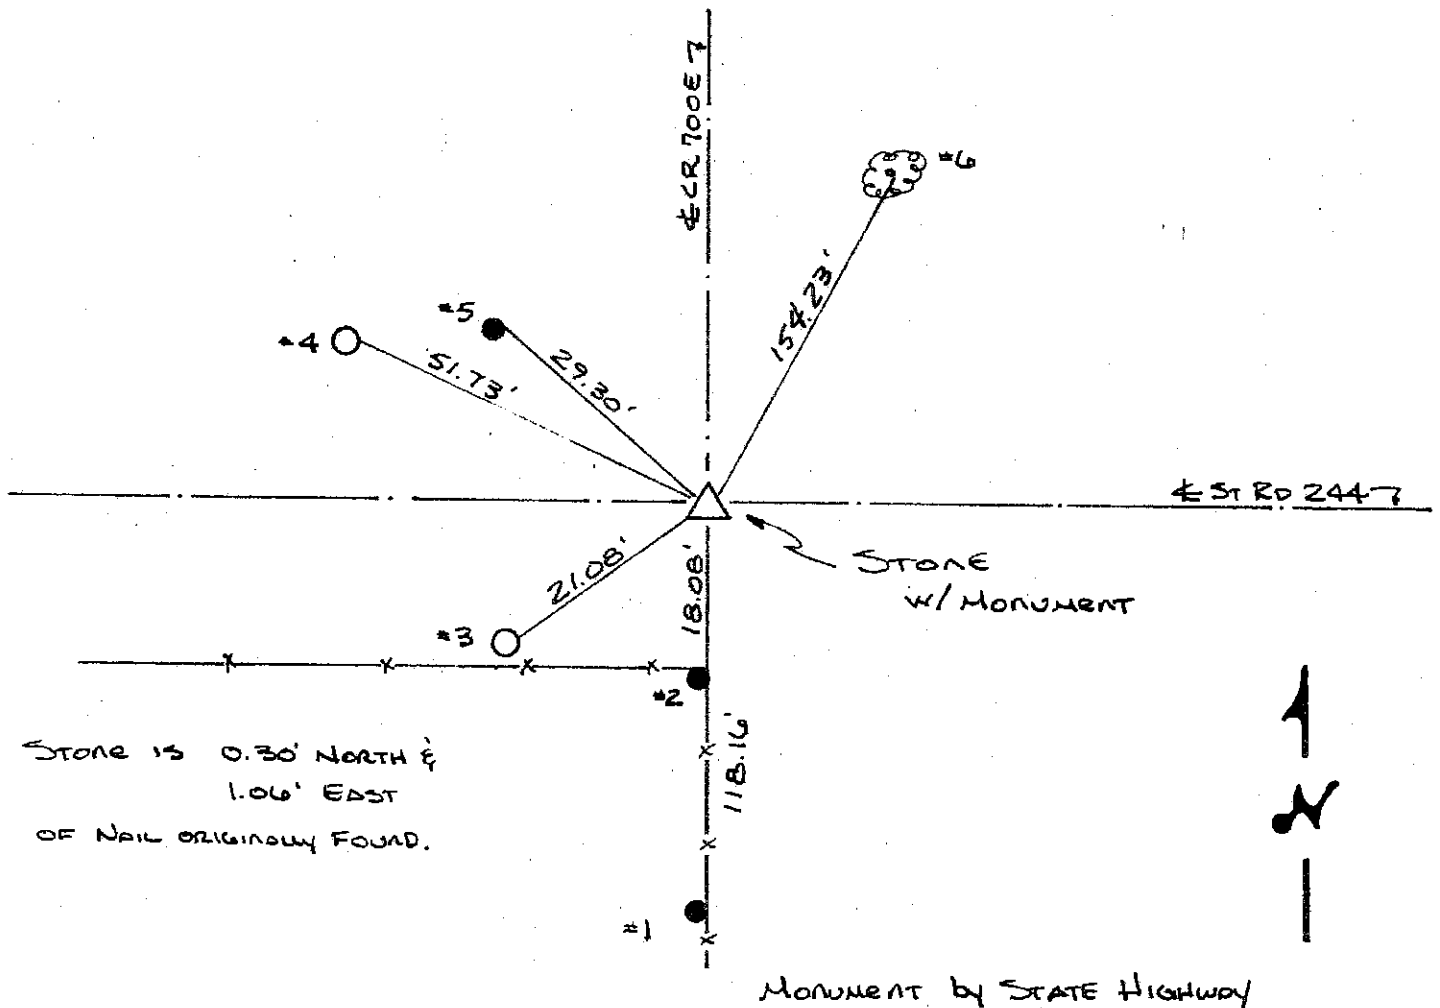 ℄ CR 700E
#6
154.23'
#5
29.30'
#4
51.73'
℄ ST RD 244
STONE
W/ MONUMENT
21.08'
18.08'
#3
#2
118.16'
STONE IS 0.30' NORTH &
1.06' EAST
OF NAIL ORIGINALLY FOUND.
N
#1
MONUMENT by STATE HIGHWAY